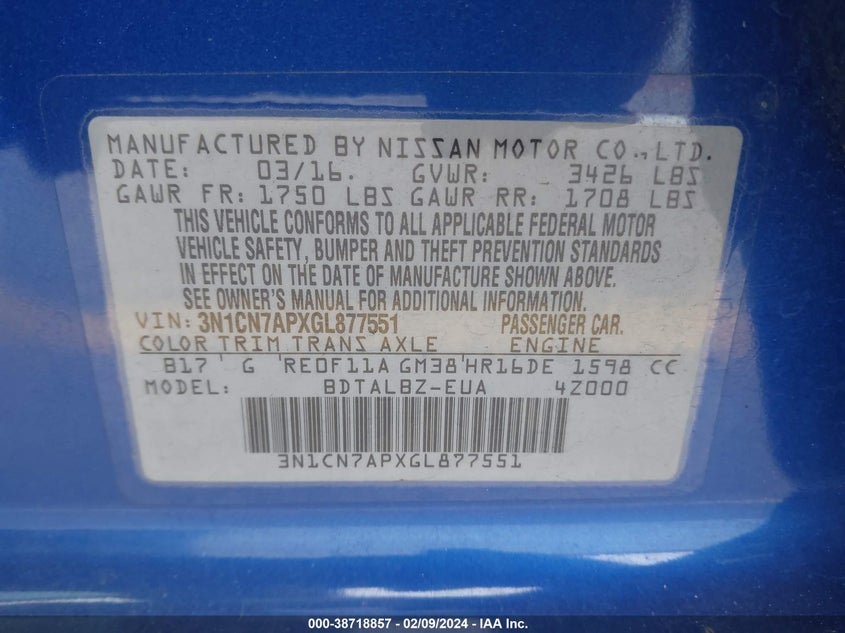 MANUFACTURED BY NISSAN MOTOR CO., LTD.
DATE: 03/16. GVWR: 3426 LBS
GAWR FR: 1750 LBS GAWR RR: 1708 LBS
THIS VEHICLE CONFORMS TO ALL APPLICABLE FEDERAL MOTOR
VEHICLE SAFETY, BUMPER AND THEFT PREVENTION STANDARDS
IN EFFECT ON THE DATE OF MANUFACTURE SHOWN ABOVE.
SEE OWNER'S MANUAL FOR ADDITIONAL INFORMATION
VIN: 3N1CN7APXGL877551 PASSENGER CAR.
COLOR TRIM TRANS AXLE ENGINE
B17 G 'RE0F11A GM38'HR16DE 1598 CC
MODEL: BDTALBZ-EUA 4Z000
3N1CN7APXGL877551
000-38718857 - 02/09/2024 - IAA Inc.